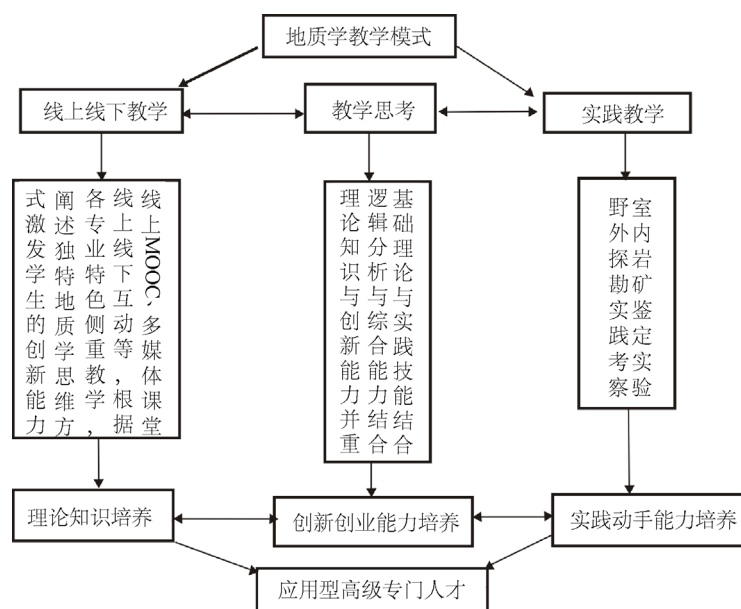 地质学教学模式
线上线下教学
教学思考
实践教学
线上MOOC、多媒体课堂
线上线下互动等，根据
各专业特色侧重教学，
阐述独特地质学思维方
式激发学生的创新能力
基础理论与实践技能结合
逻辑分析与综合能力结合
理论知识与创新能力并重
室内岩矿鉴定实验
野外探勘实践考察
理论知识培养
创新创业能力培养
实践动手能力培养
应用型高级专门人才